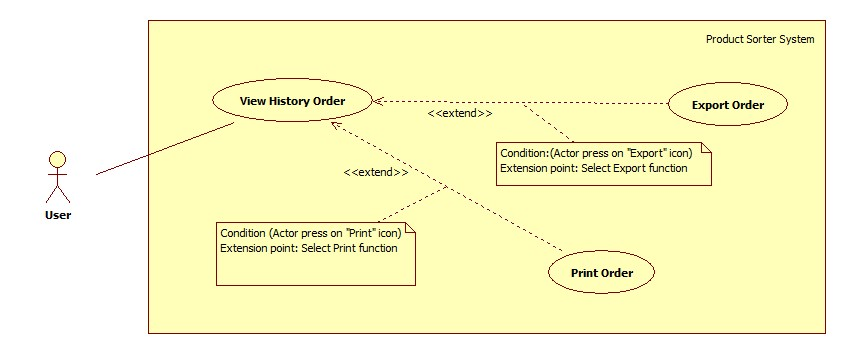 Product Sorter System
View History Order
Export Order
<<extend>>
Condition:(Actor press on "Export" icon)
Extension point: Select Export function
<<extend>>
User
Condition (Actor press on "Print" icon)
Extension point: Select Print function
Print Order